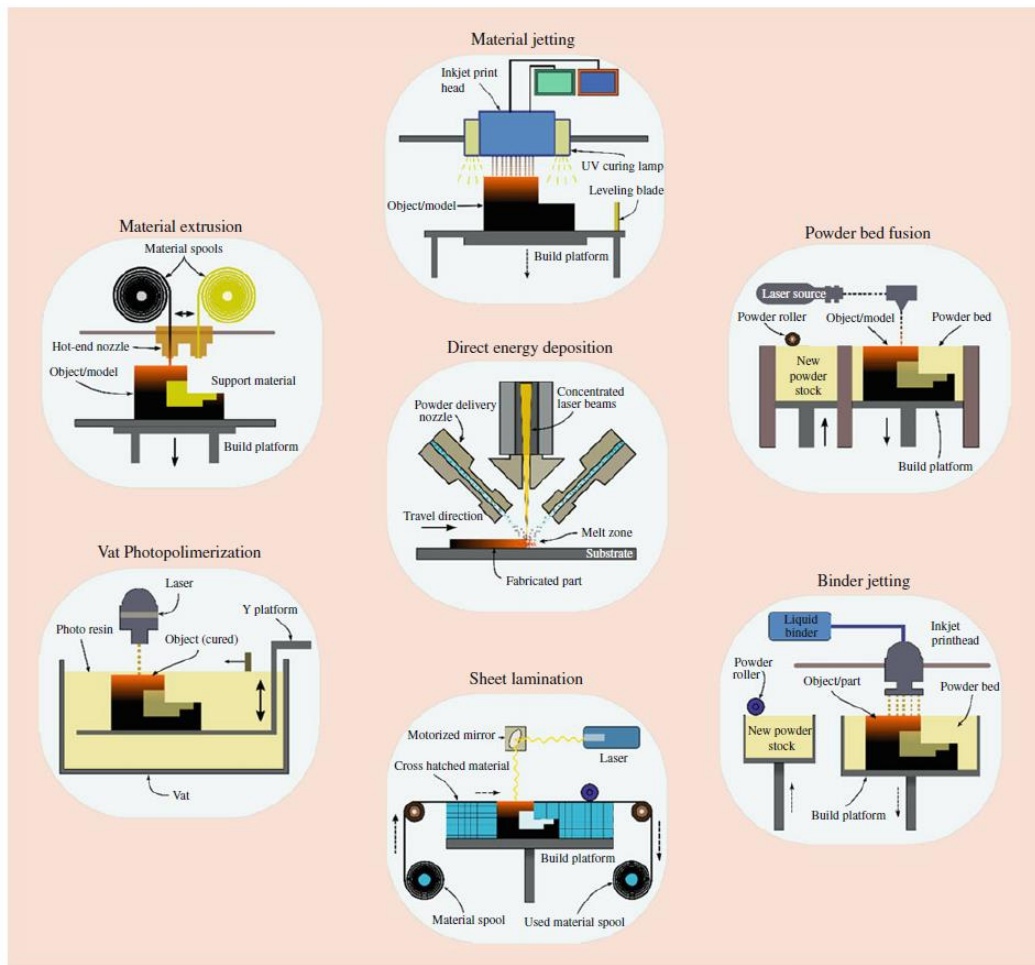 Material jetting
Inkjet print
head
UV curing lamp
Leveling blade
Object/model
Build platform
Material extrusion
Material spools
Hot-end nozzle
Object/model
Support material
Build platform
Powder bed fusion
Laser source
Powder roller
Object/model
Powder bed
New
powder
stock
Build platform
Direct energy deposition
Powder delivery
nozzle
Concentrated
laser beams
Travel direction
Melt zone
Substrate
Fabricated part
Vat Photopolimerization
Laser
Y platform
Photo resin
Object (cured)
Vat
Binder jetting
Liquid
binder
Inkjet
printhead
Powder
roller
Object/part
Powder bed
New powder
stock
Build platform
Sheet lamination
Motorized mirror
Laser
Cross hatched material
Build platform
Material spool
Used material spool